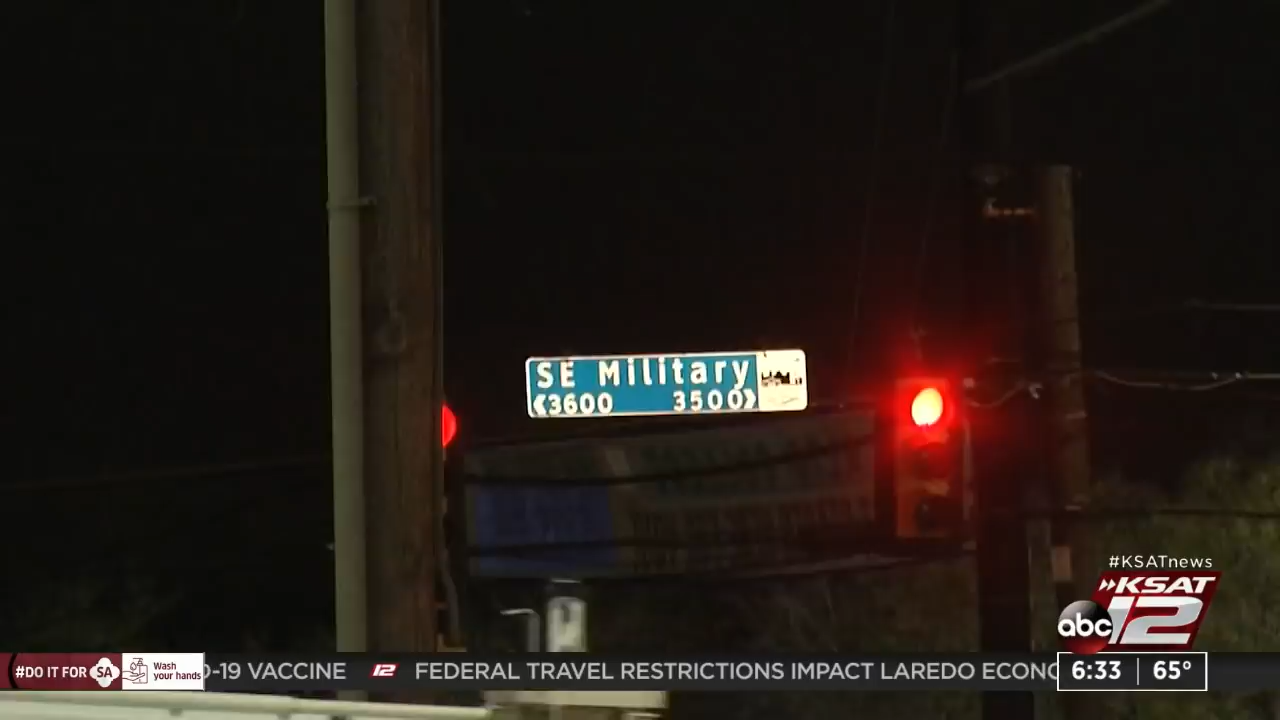 SE Military
3600 3500
#KSATnews
KSAT
12
abc
#DO IT FOR SA
Wash
your hands
D-19 VACCINE 12 FEDERAL TRAVEL RESTRICTIONS IMPACT LAREDO ECONO
6:33 65°